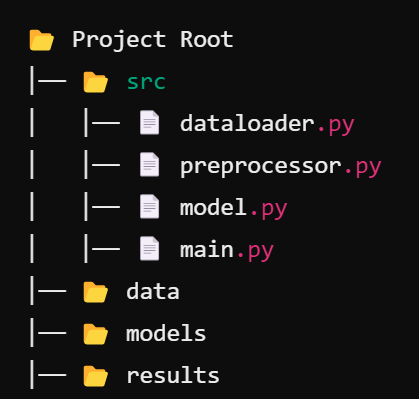 Project Root
src
dataloader.py
preprocessor.py
model.py
main.py
data
models
results